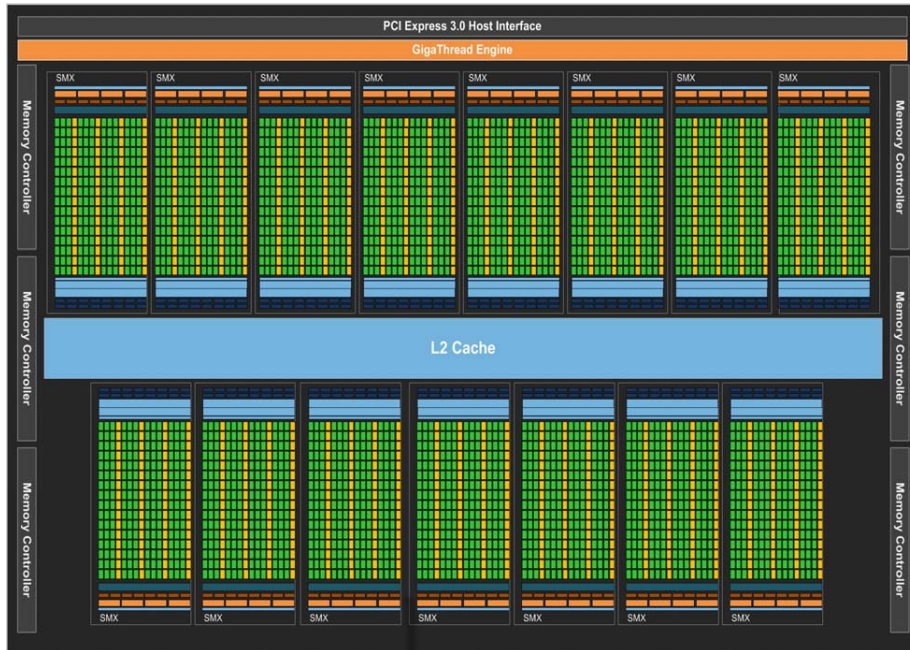 PCI Express 3.0 Host Interface
GigaThread Engine
SMX
SMX
SMX
SMX
SMX
SMX
SMX
SMX
Memory Controller
Memory Controller
Memory Controller
Memory Controller
L2 Cache
Memory Controller
Memory Controller
SMX
SMX
SMX
SMX
SMX
SMX
SMX